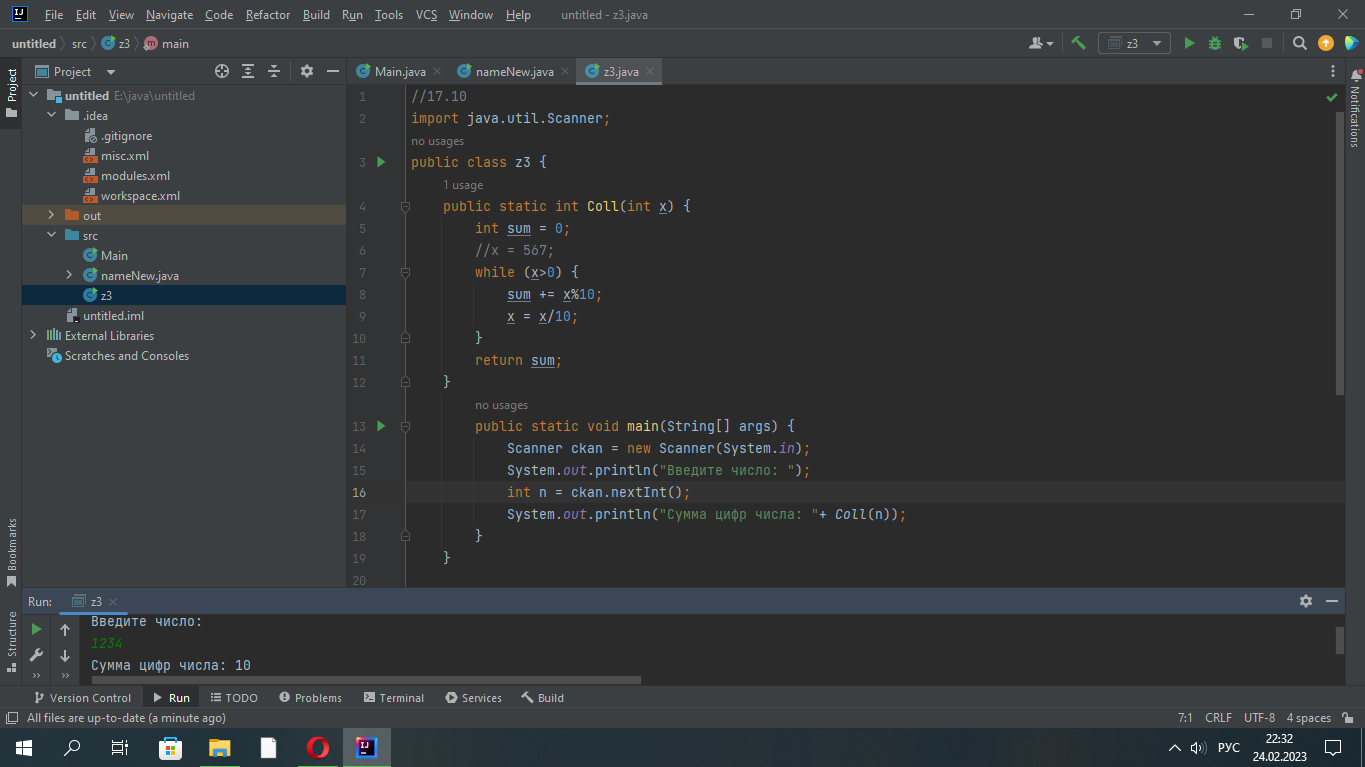 File Edit View Navigate Code Refactor Build Run Tools VCS Window Help untitled - z3.java
untitled src z3 main
z3
Project
Main.java nameNew.java z3.java
Project
untitled E:\java\untitled
.idea
.gitignore
misc.xml
modules.xml
workspace.xml
out
src
Main
nameNew.java
z3
untitled.iml
External Libraries
Scratches and Consoles
1 //17.10
2 import java.util.Scanner;
no usages
3 public class z3 {
1 usage
4 public static int Coll(int x) {
5 int sum = 0;
6 //x = 567;
7 while (x>0) {
8 sum += x%10;
9 x = x/10;
10 }
11 return sum;
12 }
no usages
13 public static void main(String[] args) {
14 Scanner ckan = new Scanner(System.in);
15 System.out.println("Введите число: ");
16 int n = ckan.nextInt();
17 System.out.println("Сумма цифр числа: "+ Coll(n));
18 }
19 }
20
Notifications
Bookmarks
Structure
Run: z3
Введите число:
1234
Сумма цифр числа: 10
Version Control Run TODO Problems Terminal Services Build
All files are up-to-date (a minute ago) 7:1 CRLF UTF-8 4 spaces
РУС
22:32
24.02.2023